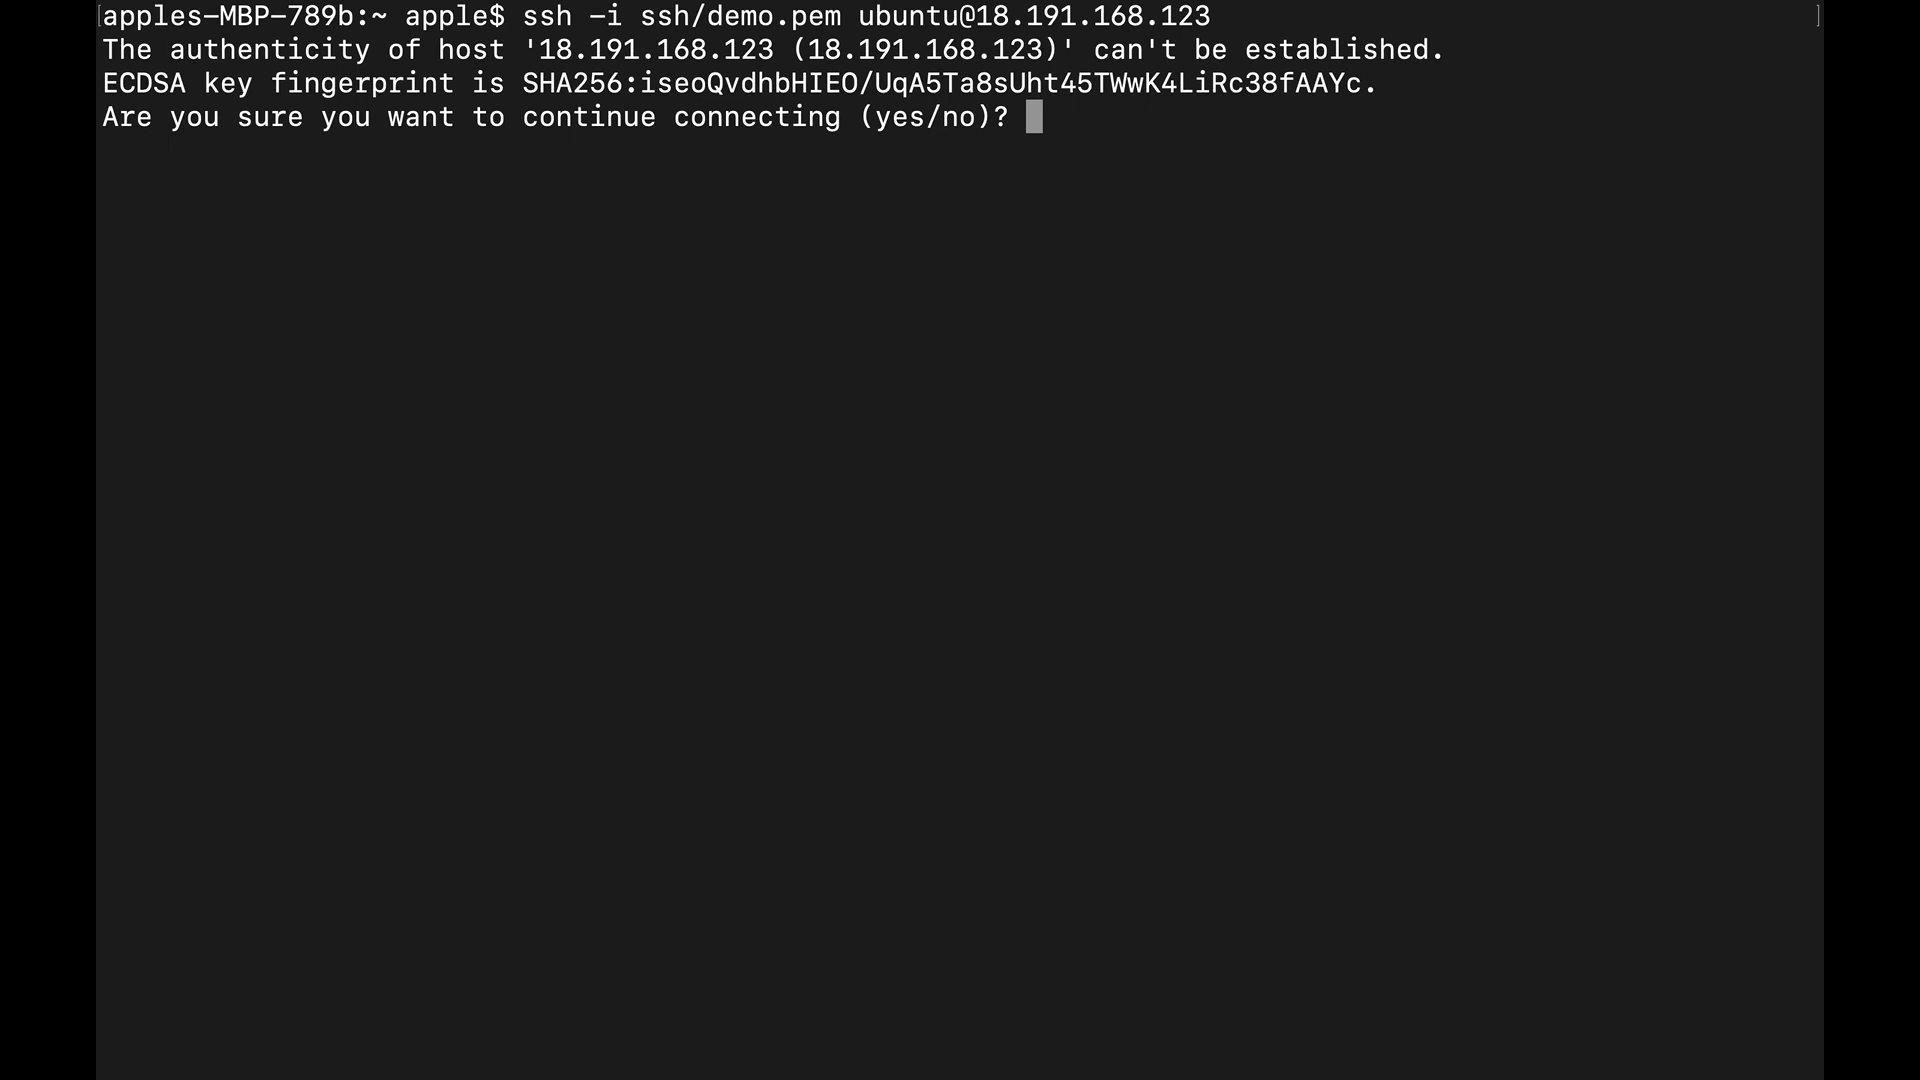 [apples-MBP-789b:~ apple$ ssh -i ssh/demo.pem ubuntu@18.191.168.123 ]
The authenticity of host '18.191.168.123 (18.191.168.123)' can't be established.
ECDSA key fingerprint is SHA256:iseoQvdhbHIEO/UqA5Ta8sUht45TWwK4LiRc38fAAYc.
Are you sure you want to continue connecting (yes/no)?